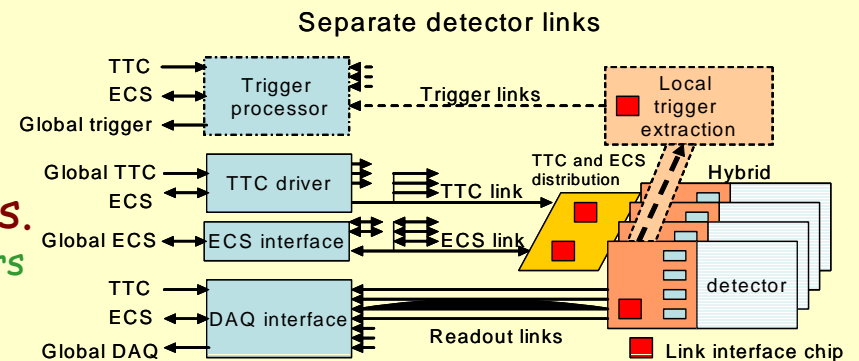 Separate detector links
TTC
ECS
Global trigger
Trigger
processor
Trigger links
Local
trigger
extraction
Global TTC
ECS
TTC driver
TTC link
TTC and ECS
distribution
Hybrid
s.
Global ECS
ECS interface
ECS link
rs
detector
TTC
ECS
Global DAQ
DAQ interface
Readout links
Link interface chip